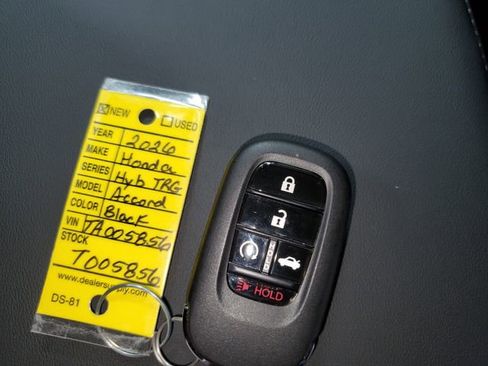 NEW USED
YEAR 2026
MAKE Honda
SERIES Hyb TRG
MODEL Accord
COLOR Black
VIN TA005856
STOCK
T005856
www.dealersupply.com
DS-81
HOLD